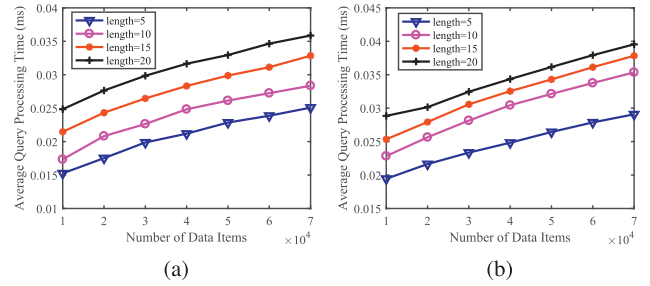 0.04
0.035
0.03
0.025
0.02
0.015
0.01
Average Query Processing Time (ms)
length=5
length=10
length=15
length=20
1 2 3 4 5 6 7
Number of Data Items
×10⁴
(a)
0.045
0.04
0.035
0.03
0.025
0.02
0.015
Average Query Processing Time (ms)
length=5
length=10
length=15
length=20
1 2 3 4 5 6 7
Number of Data Items
×10⁴
(b)